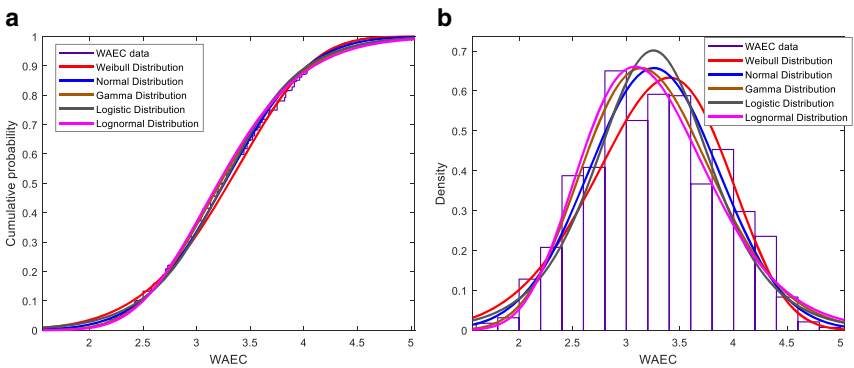 a
1
0.9
0.8
0.7
0.6
0.5
0.4
0.3
0.2
0.1
0
Cumulative probability
WAEC data
Weibull Distribution
Normal Distribution
Gamma Distribution
Logistic Distribution
Lognormal Distribution
2
2.5
3
3.5
4
4.5
5
WAEC
b
0.7
0.6
0.5
0.4
0.3
0.2
0.1
0
Density
WAEC data
Weibull Distribution
Normal Distribution
Gamma Distribution
Logistic Distribution
Lognormal Distribution
2
2.5
3
3.5
4
4.5
5
WAEC